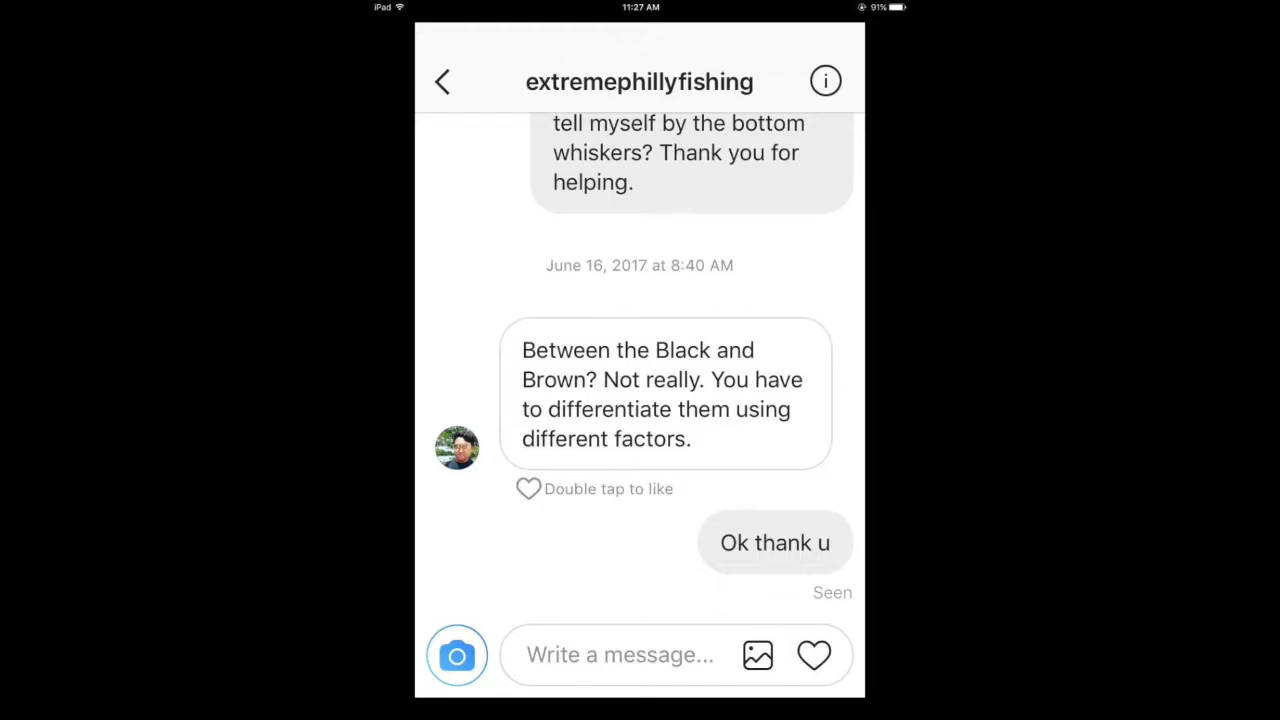 iPad
11:27 AM
91%
extremephillyfishing
tell myself by the bottom
whiskers? Thank you for
helping.
June 16, 2017 at 8:40 AM
Between the Black and
Brown? Not really. You have
to differentiate them using
different factors.
Double tap to like
Ok thank u
Seen
Write a message...